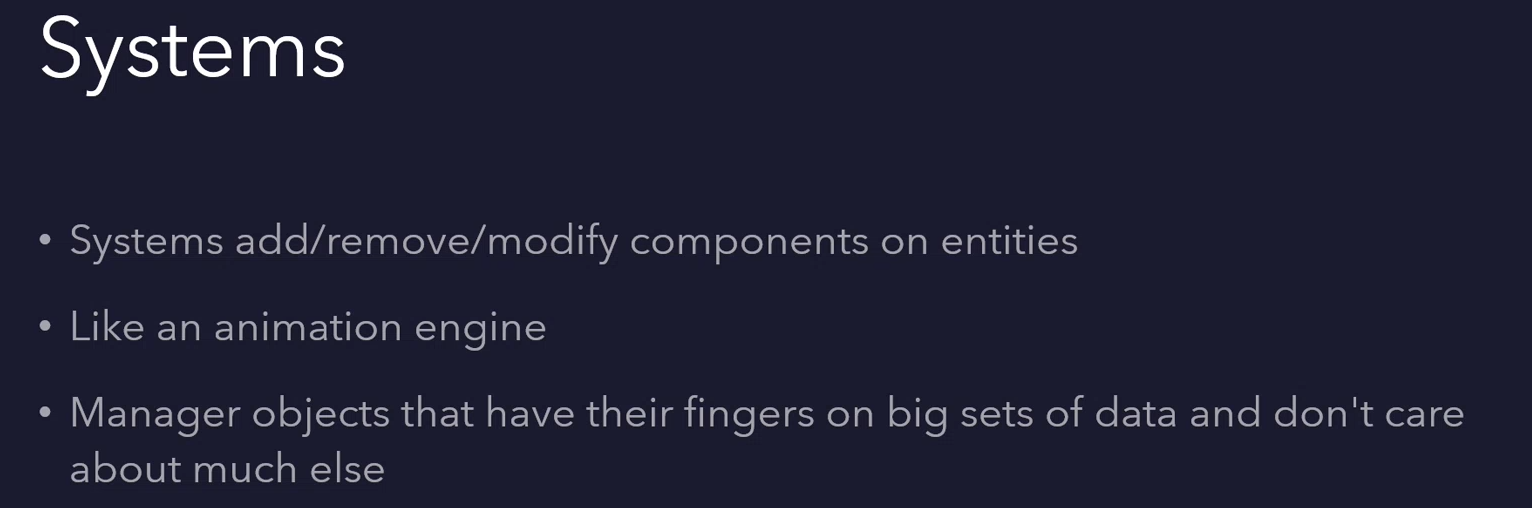 Systems
• Systems add/remove/modify components on entities
• Like an animation engine
• Manager objects that have their fingers on big sets of data and don't care
about much else